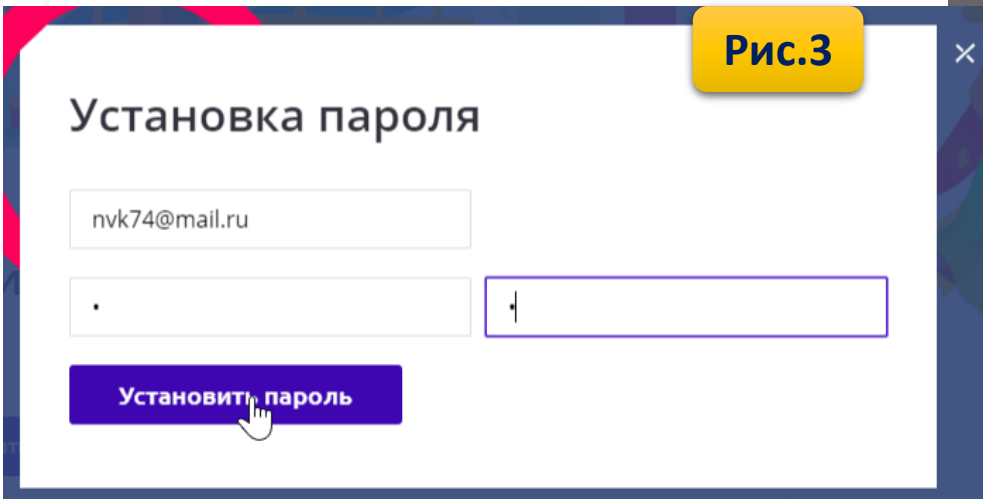 Рис.3
Установка пароля
nvk74@mail.ru
• •
Установить пароль